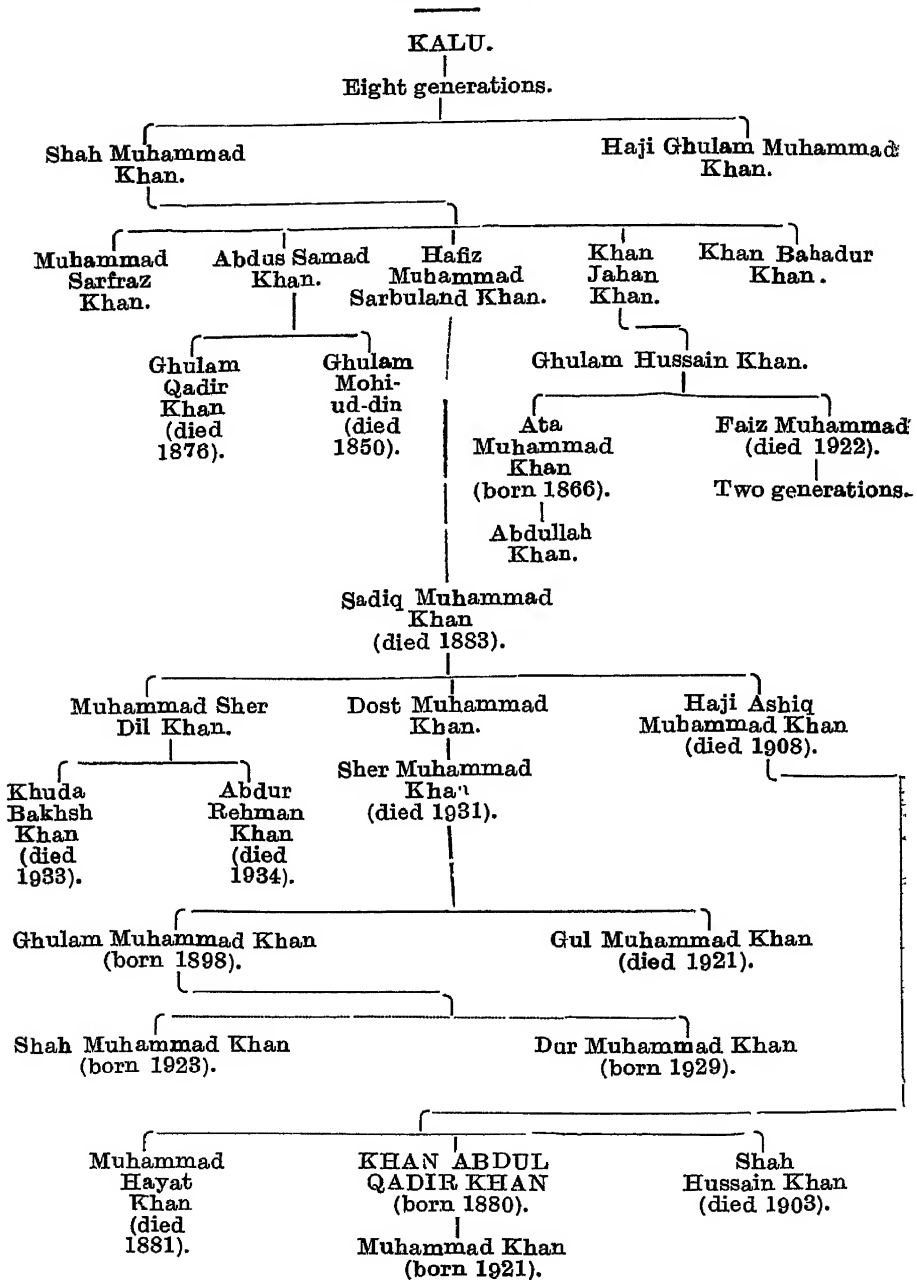 KALU.
Eight generations.
Shah Muhammad
Khan.
Haji Ghulam Muhammad
Khan.
Muhammad
Sarfraz
Khan.
Abdus Samad
Khan.
Hafiz
Muhammad
Sarbuland Khan.
Khan
Jahan
Khan.
Khan Bahadur
Khan.
Ghulam
Qadir
Khan
(died
1876).
Ghulam
Mohi-
ud-din
(died
1850).
Ghulam Hussain Khan.
Ata
Muhammad
Khan
(born 1866).
Abdullah
Khan.
Faiz Muhammad
(died 1922).
Two generations.
Sadiq Muhammad
Khan
(died 1883).
Muhammad Sher
Dil Khan.
Dost Muhammad
Khan.
Haji Ashiq
Muhammad Khan
(died 1908).
Khuda
Bakhsh
Khan
(died
1933).
Abdur
Rehman
Khan
(died
1934).
Sher Muhammad
Khan
(died 1931).
Ghulam Muhammad Khan
(born 1898).
Gul Muhammad Khan
(died 1921).
Shah Muhammad Khan
(born 1923).
Dur Muhammad Khan
(born 1929).
Muhammad
Hayat
Khan
(died
1881).
KHAN ABDUL
QADIR KHAN
(born 1880).
Muhammad Khan
(born 1921).
Shah
Hussain Khan
(died 1903).